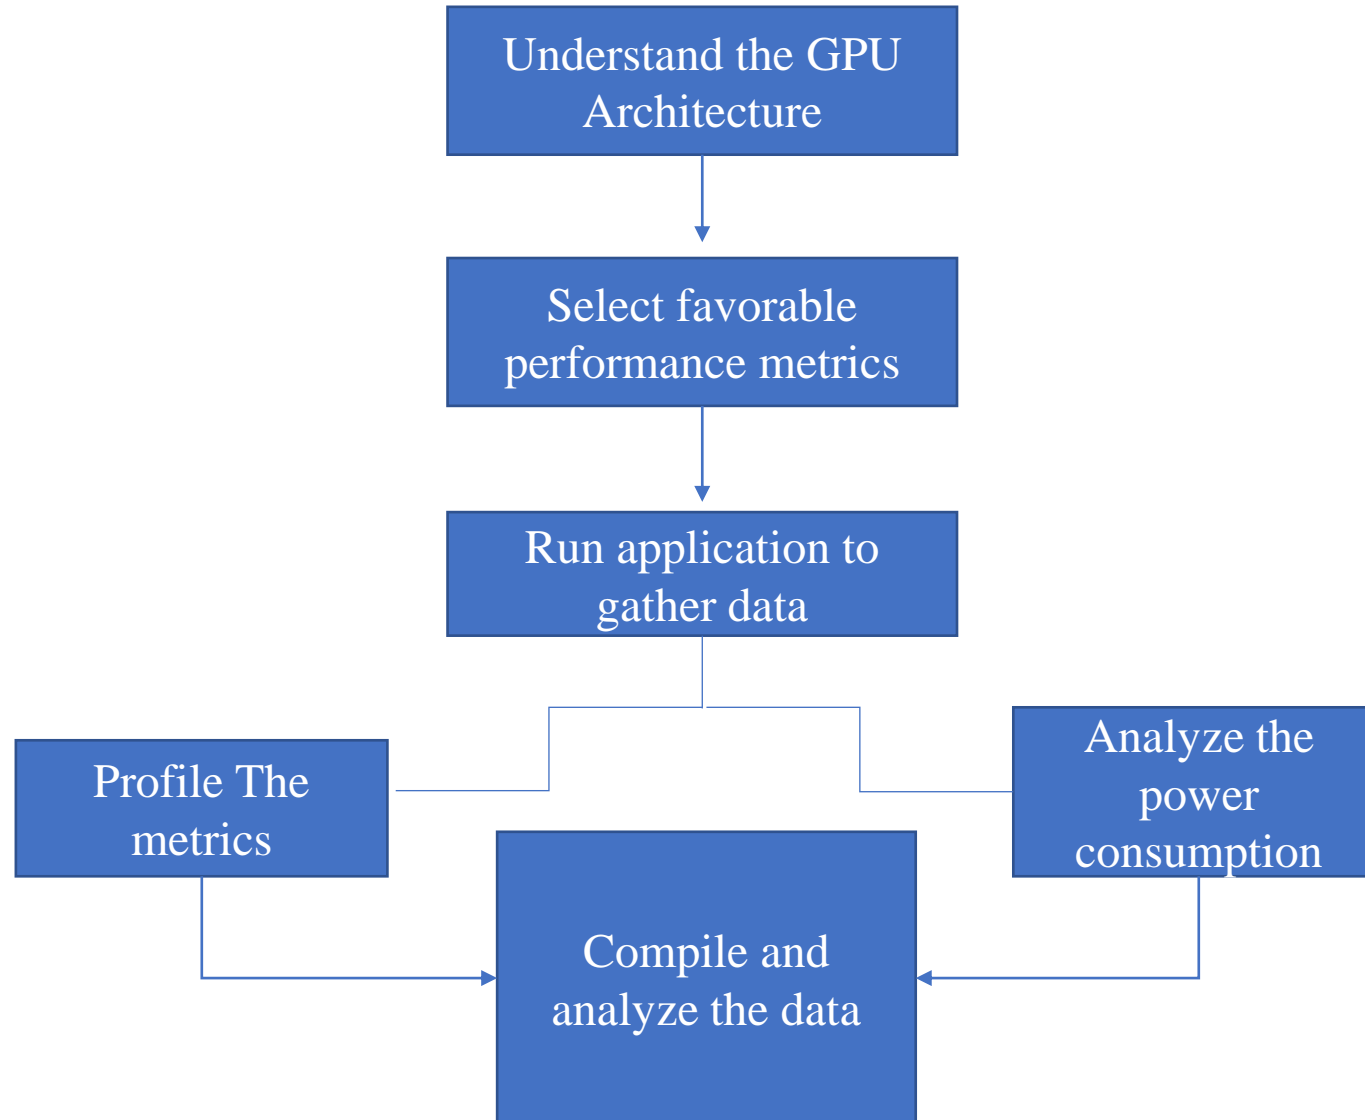 Understand the GPU
Architecture
Select favorable
performance metrics
Run application to
gather data
Profile The
metrics
Analyze the
power
consumption
Compile and
analyze the data